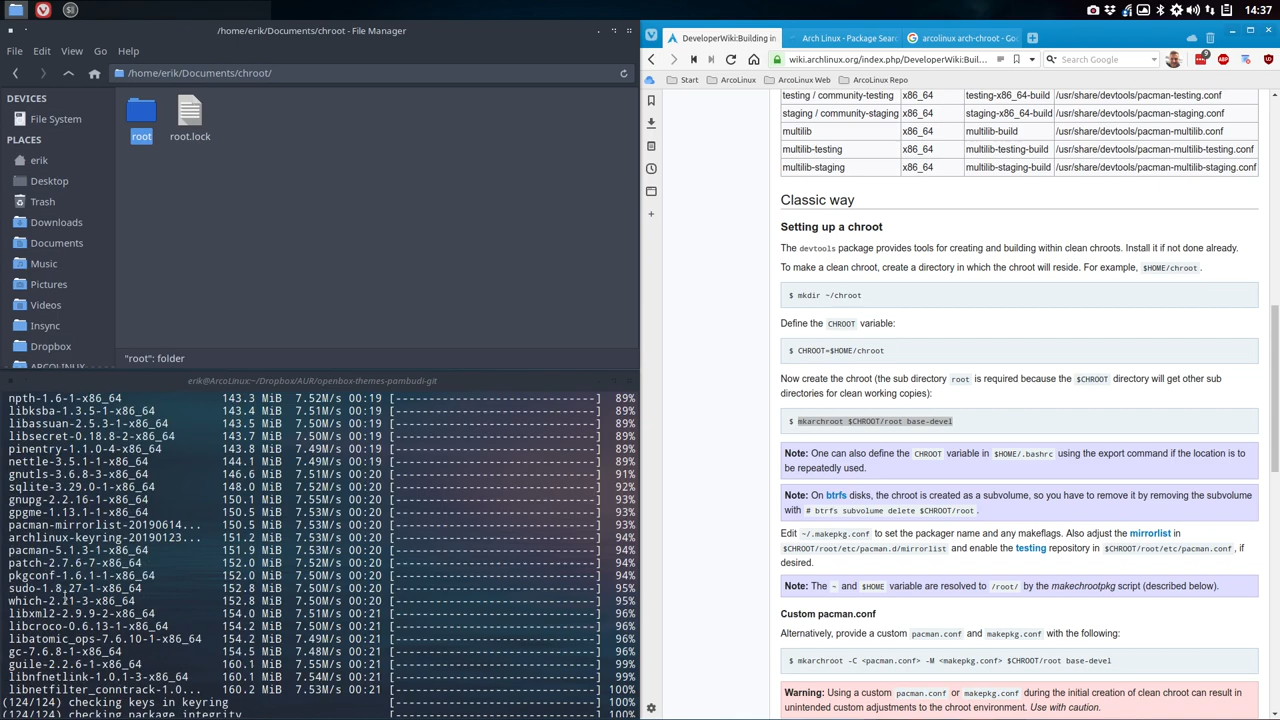 14:37
/home/erik/Documents/chroot - File Manager
File Edit View Go Help
/home/erik/Documents/chroot/
DEVICES
File System
PLACES
erik
Desktop
Trash
Downloads
Documents
Music
Pictures
Videos
Insync
Dropbox
ARCOLINUX
root
root.lock
"root": folder
erik@ArcoLinux:~/Dropbox/AUR/openbox-themes-pambudi-git
npth-1.6-1-x86_64 143.3 MiB 7.52M/s 00:19 [----------------------------] 89%
libksba-1.3.5-1-x86_64 143.4 MiB 7.51M/s 00:19 [----------------------------] 89%
libassuan-2.5.3-1-x86_64 143.5 MiB 7.50M/s 00:19 [----------------------------] 89%
libsecret-0.18.8-2-x86_64 143.7 MiB 7.50M/s 00:19 [----------------------------] 89%
pinentry-1.1.0-4-x86_64 143.8 MiB 7.49M/s 00:19 [----------------------------] 89%
nettle-3.5.1-1-x86_64 144.1 MiB 7.49M/s 00:19 [----------------------------] 89%
gnutls-3.6.8-1-x86_64 146.5 MiB 7.50M/s 00:20 [----------------------------] 91%
sqlite-3.29.0-1-x86_64 148.0 MiB 7.52M/s 00:20 [----------------------------] 92%
gnupg-2.2.16-1-x86_64 150.1 MiB 7.53M/s 00:20 [----------------------------] 93%
gpgme-1.13.1-1-x86_64 150.5 MiB 7.53M/s 00:20 [----------------------------] 93%
pacman-mirrorlist-20190614... 150.5 MiB 7.53M/s 00:20 [----------------------------] 93%
archlinux-keyring-20190123... 151.2 MiB 7.53M/s 00:20 [----------------------------] 94%
pacman-5.1.3-1-x86_64 151.9 MiB 7.53M/s 00:20 [----------------------------] 94%
patch-2.7.6-7-x86_64 152.0 MiB 7.53M/s 00:20 [----------------------------] 94%
pkgconf-1.6.1-1-x86_64 152.0 MiB 7.50M/s 00:20 [----------------------------] 94%
sudo-1.8.27-1-x86_64 152.8 MiB 7.50M/s 00:20 [----------------------------] 95%
which-2.21-3-x86_64 152.8 MiB 7.50M/s 00:20 [----------------------------] 95%
libxml2-2.9.9-2-x86_64 154.0 MiB 7.51M/s 00:20 [----------------------------] 96%
libcroco-0.6.13-1-x86_64 154.2 MiB 7.50M/s 00:21 [----------------------------] 96%
libatomic_ops-7.6.10-1-x86_64 154.2 MiB 7.49M/s 00:21 [----------------------------] 96%
gc-7.6.8-1-x86_64 154.4 MiB 7.50M/s 00:21 [----------------------------] 96%
guile-2.2.6-1-x86_64 160.1 MiB 7.55M/s 00:21 [----------------------------] 99%
libnfnetlink-1.0.1-3-x86_64 160.1 MiB 7.53M/s 00:21 [----------------------------] 99%
libnetfilter_conntrack-1.0... 160.2 MiB 7.53M/s 00:21 [----------------------------] 100%
(124/124) checking keys in keyring [----------------------------] 100%
(124/124) checking package integrity [----------------------------] 100%
DeveloperWiki:Building in
Arch Linux - Package Sear
arcolinux arch-chroot - Go
wiki.archlinux.org/index.php/DeveloperWiki:Buil...
Search Google
Start ArcoLinux ArcoLinux Web ArcoLinux Repo
testing / community-testing x86_64 testing-x86_64-build /usr/share/devtools/pacman-testing.conf
staging / community-staging x86_64 staging-x86_64-build /usr/share/devtools/pacman-staging.conf
multilib x86_64 multilib-build /usr/share/devtools/pacman-multilib.conf
multilib-testing x86_64 multilib-testing-build /usr/share/devtools/pacman-multilib-testing.conf
multilib-staging x86_64 multilib-staging-build /usr/share/devtools/pacman-multilib-staging.conf
Classic way
Setting up a chroot
The devtools package provides tools for creating and building within clean chroots. Install it if not done already.
To make a clean chroot, create a directory in which the chroot will reside. For example, $HOME/chroot.
$ mkdir ~/chroot
Define the CHROOT variable:
$ CHROOT=$HOME/chroot
Now create the chroot (the sub directory root is required because the $CHROOT directory will get other sub
directories for clean working copies):
$ mkarchroot $CHROOT/root base-devel
Note: One can also define the CHROOT variable in $HOME/.bashrc using the export command if the location is to
be repeatedly used.
Note: On btrfs disks, the chroot is created as a subvolume, so you have to remove it by removing the subvolume
with # btrfs subvolume delete $CHROOT/root.
Edit ~/.makepkg.conf to set the packager name and any makeflags. Also adjust the mirrorlist in
$CHROOT/root/etc/pacman.d/mirrorlist and enable the testing repository in $CHROOT/root/etc/pacman.conf, if
desired.
Note: The ~ and $HOME variable are resolved to /root/ by the makechrootpkg script (described below).
Custom pacman.conf
Alternatively, provide a custom pacman.conf and makepkg.conf with the following:
$ mkarchroot -C <pacman.conf> -M <makepkg.conf> $CHROOT/root base-devel
Warning: Using a custom pacman.conf or makepkg.conf during the initial creation of clean chroot can result in
unintended custom adjustments to the chroot environment. Use with caution.